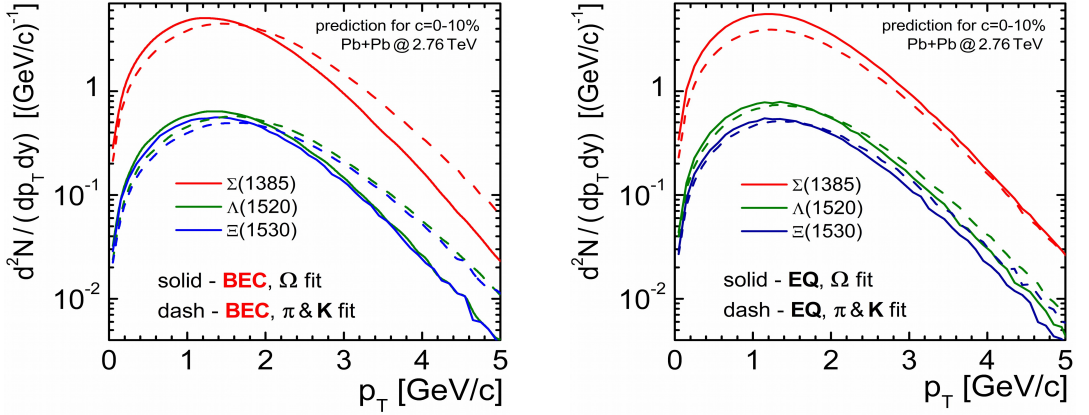 d²N / ( dp_T dy) [(GeV/c)⁻¹]
prediction for c=0-10%
Pb+Pb @ 2.76 TeV
1
10⁻¹
10⁻²
Σ(1385)
Λ(1520)
Ξ(1530)
solid - BEC, Ω fit
dash - BEC, π & K fit
0 1 2 3 4 5
p_T [GeV/c]
d²N / ( dp_T dy) [(GeV/c)⁻¹]
prediction for c=0-10%
Pb+Pb @ 2.76 TeV
1
10⁻¹
10⁻²
Σ(1385)
Λ(1520)
Ξ(1530)
solid - EQ, Ω fit
dash - EQ, π & K fit
0 1 2 3 4 5
p_T [GeV/c]